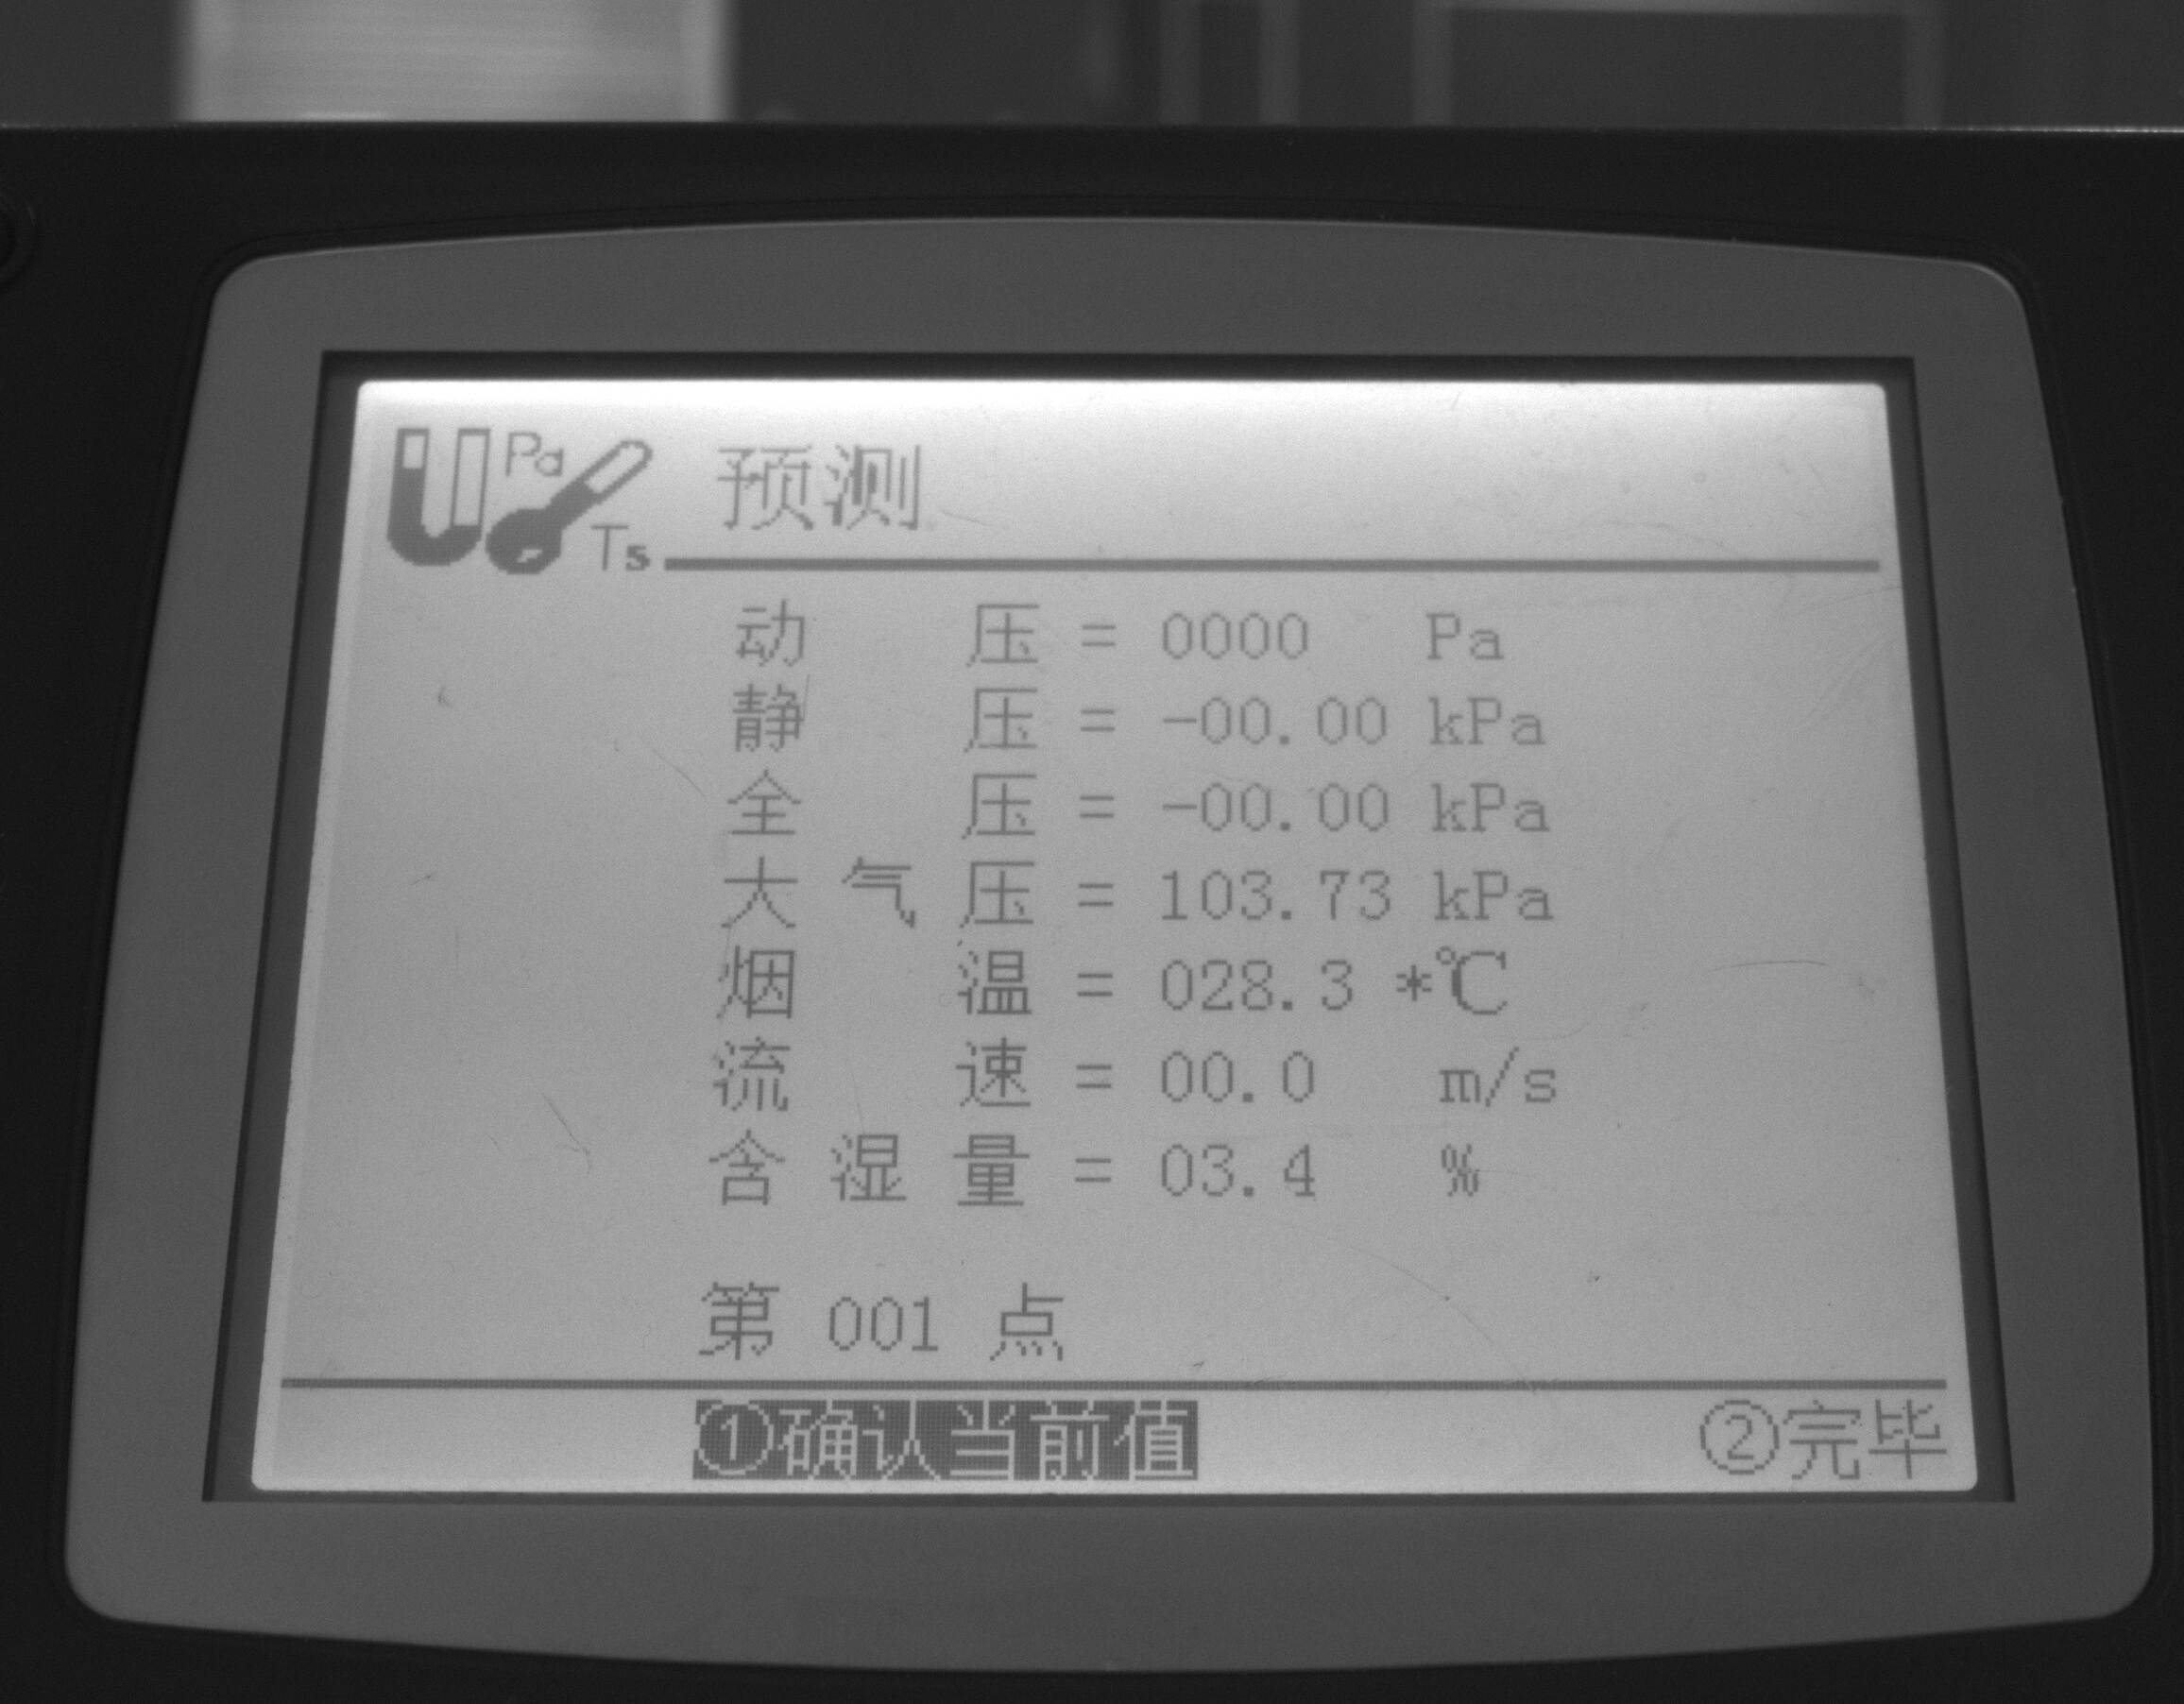 Pd
Ts
预测
动压 = 0000 Pa
静压 = -00.00 kPa
全压 = -00.00 kPa
大气压 = 103.73 kPa
烟温 = 028.3 *℃
流速 = 00.0 m/s
含湿量 = 03.4 %
第 001 点
①确认当前值 ②完毕